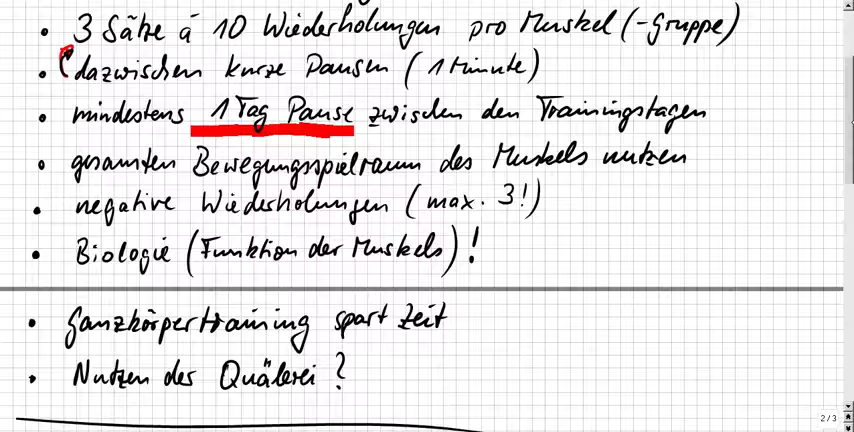 • 3 Sätze à 10 Wiederholungen pro Muskel (-Gruppe)
• dazwischen kurze Pausen (1 Minute)
• mindestens 1 Tag Pause zwischen den Trainingstagen
• gesamten Bewegungsspielraum des Muskels nutzen
• negative Wiederholungen (max. 3!)
• Biologie (Funktion der Muskels)!
• Ganzkörpertraining spart Zeit
• Nutzen der Quälerei?
2/3